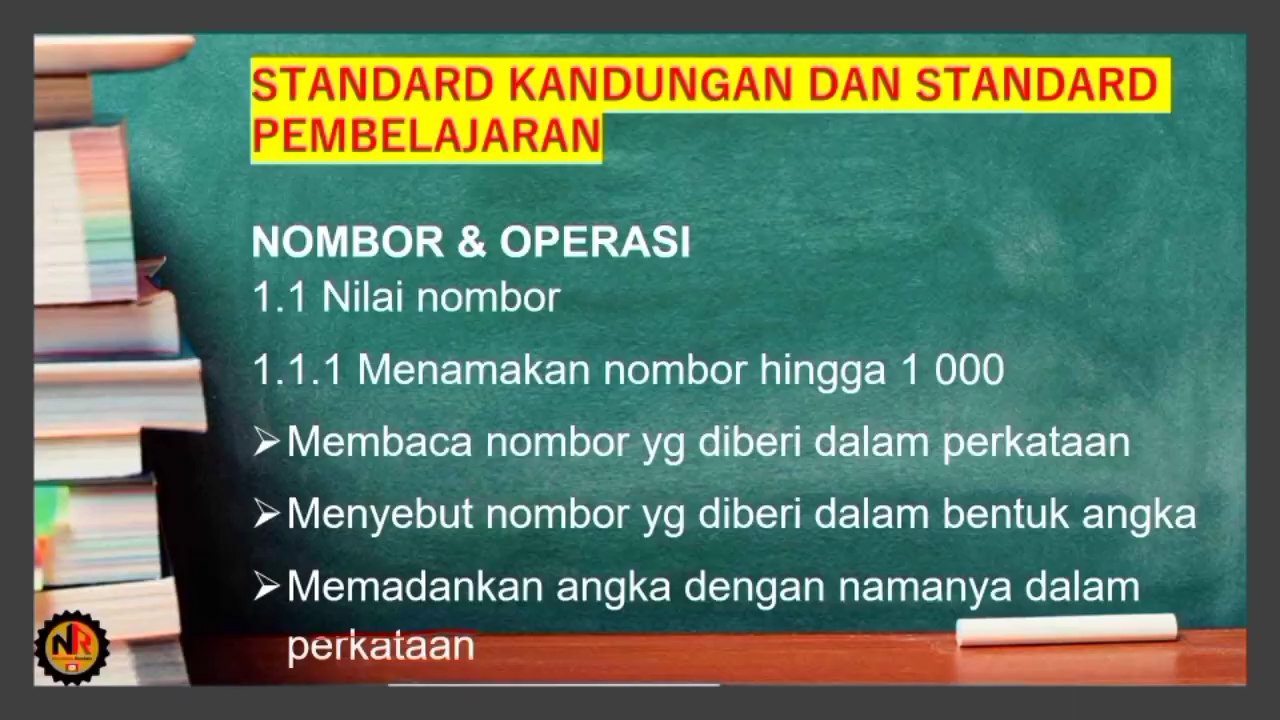 STANDARD KANDUNGAN DAN STANDARD
PEMBELAJARAN
NOMBOR & OPERASI
1.1 Nilai nombor
1.1.1 Menamakan nombor hingga 1 000
➢Membaca nombor yg diberi dalam perkataan
➢Menyebut nombor yg diberi dalam bentuk angka
➢Memadankan angka dengan namanya dalam
perkataan
NR